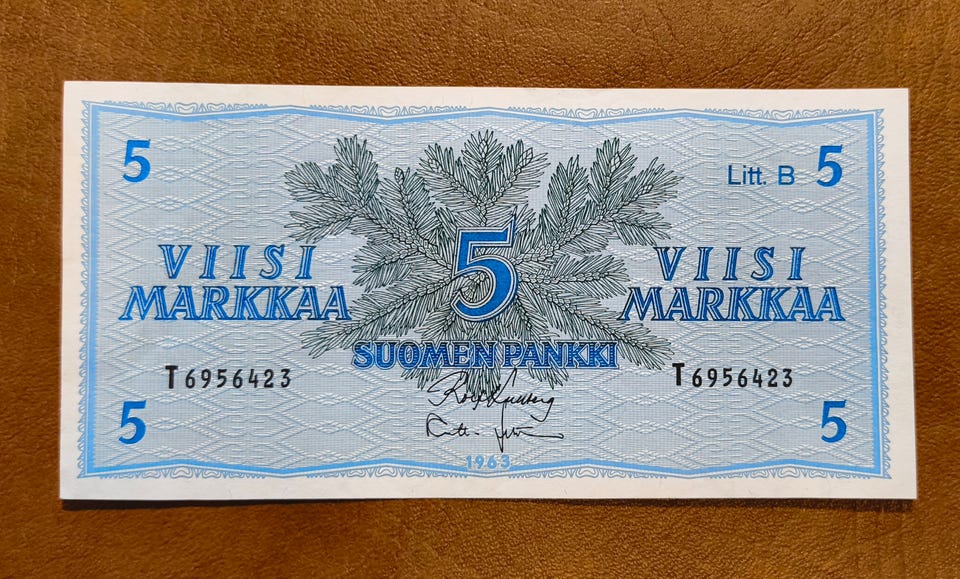 5
Litt. B 5
5
VIISI
MARKKAA
VIISI
MARKKAA
SUOMEN PANKKI
T6956423
T6956423
5
5
1963